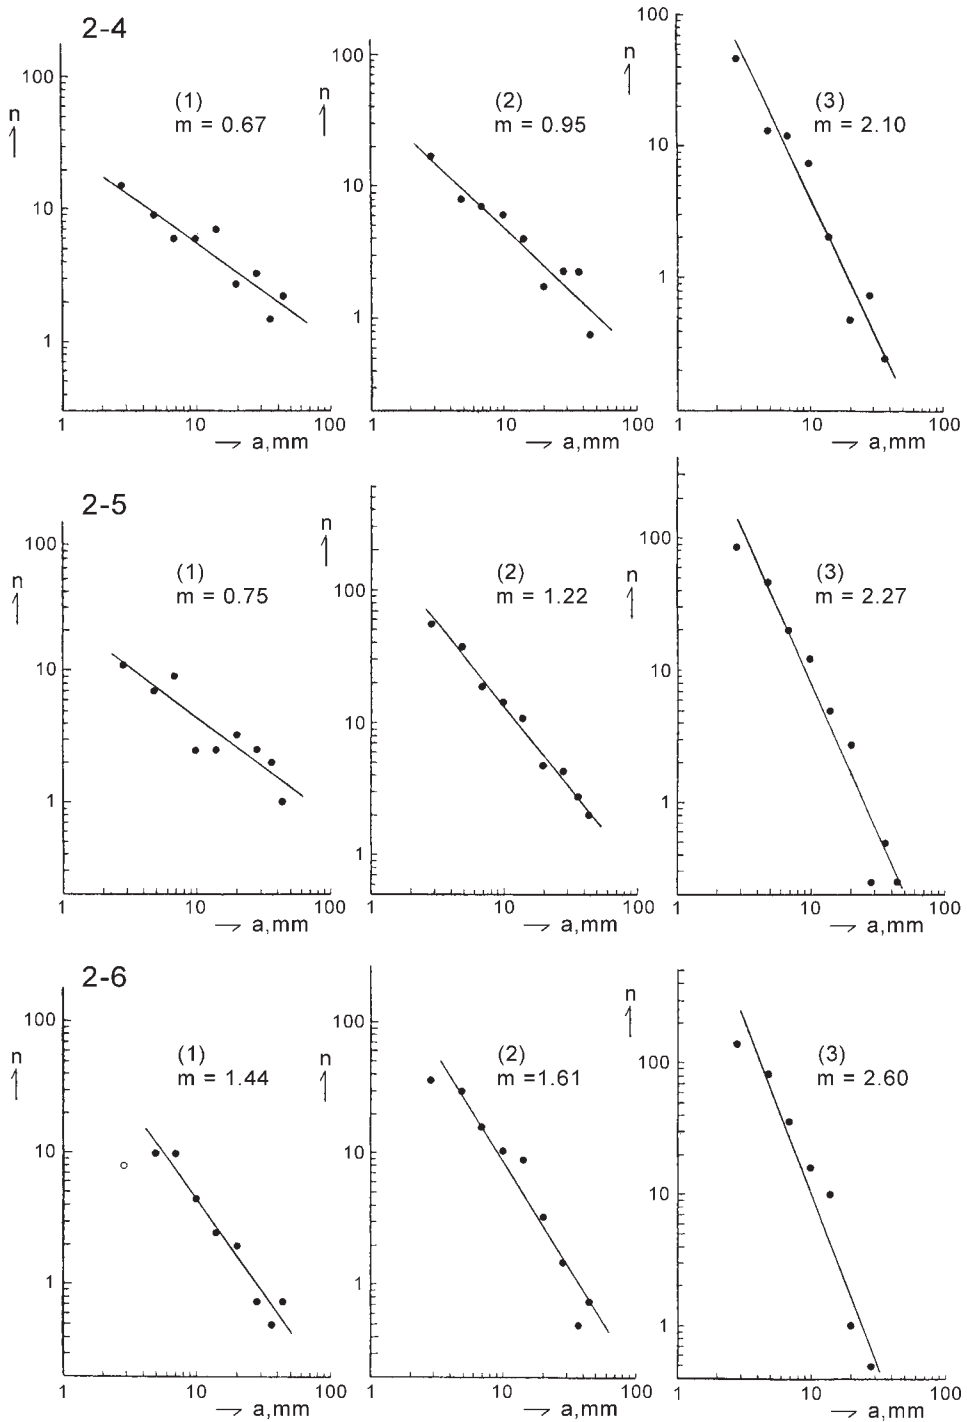 2-4
100
n
(1)
m = 0.67
10
1
1
10
100
a,mm
100
n
(2)
m = 0.95
10
1
1
10
100
a,mm
100
n
(3)
m = 2.10
10
1
1
10
100
a,mm
2-5
100
n
(1)
m = 0.75
10
1
1
10
100
a,mm
n
100
(2)
m = 1.22
10
1
1
10
100
a,mm
100
n
(3)
m = 2.27
10
1
1
10
100
a,mm
2-6
100
n
(1)
m = 1.44
10
1
1
10
100
a,mm
100
n
(2)
m =1.61
10
1
1
10
100
a,mm
n
100
(3)
m = 2.60
10
1
1
10
100
a,mm